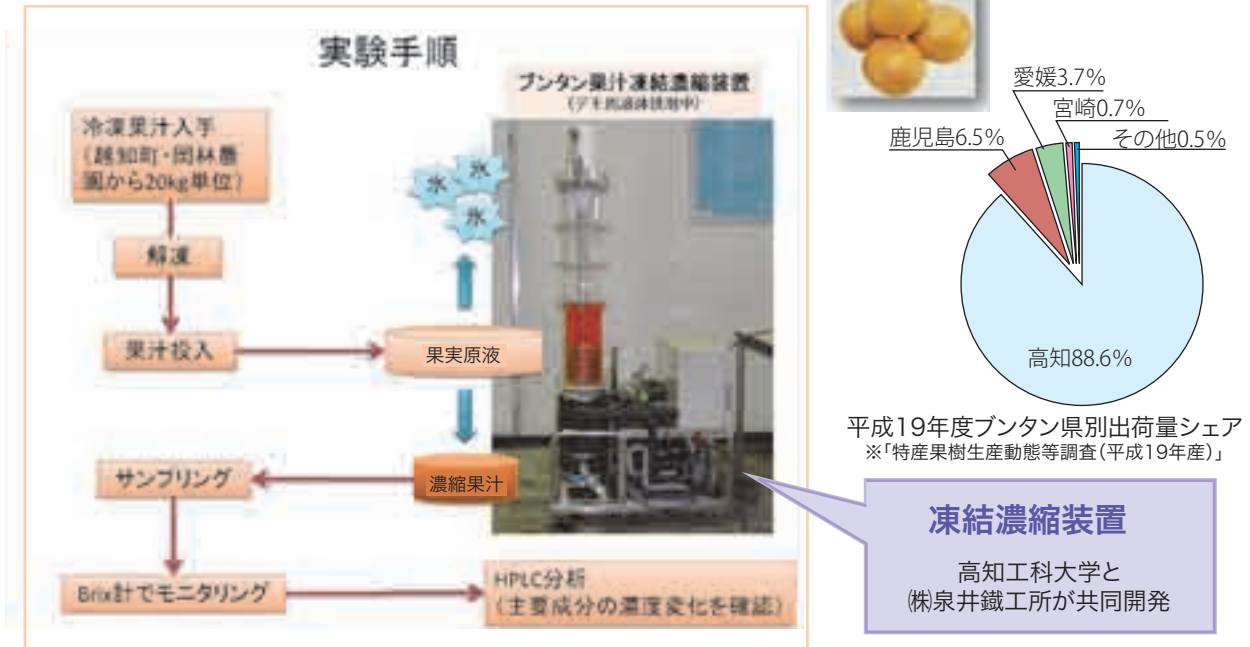 実験手順
ブンタン果汁凍結濃縮装置
冷凍果汁入手
(越知町・岡林農
園から20kg単位)
氷
氷
氷
解凍
果汁投入
果実原液
サンプリング
濃縮果汁
Brix計でモニタリング
HPLC分析
(主要成分の濃度変化を確認)
愛媛3.7%
宮崎0.7%
鹿児島6.5%
その他0.5%
高知88.6%
平成19年度ブンタン県別出荷量シェア
※「特産果樹生産動態等調査(平成19年産)」
凍結濃縮装置
高知工科大学と
㈱泉井鐵工所が共同開発